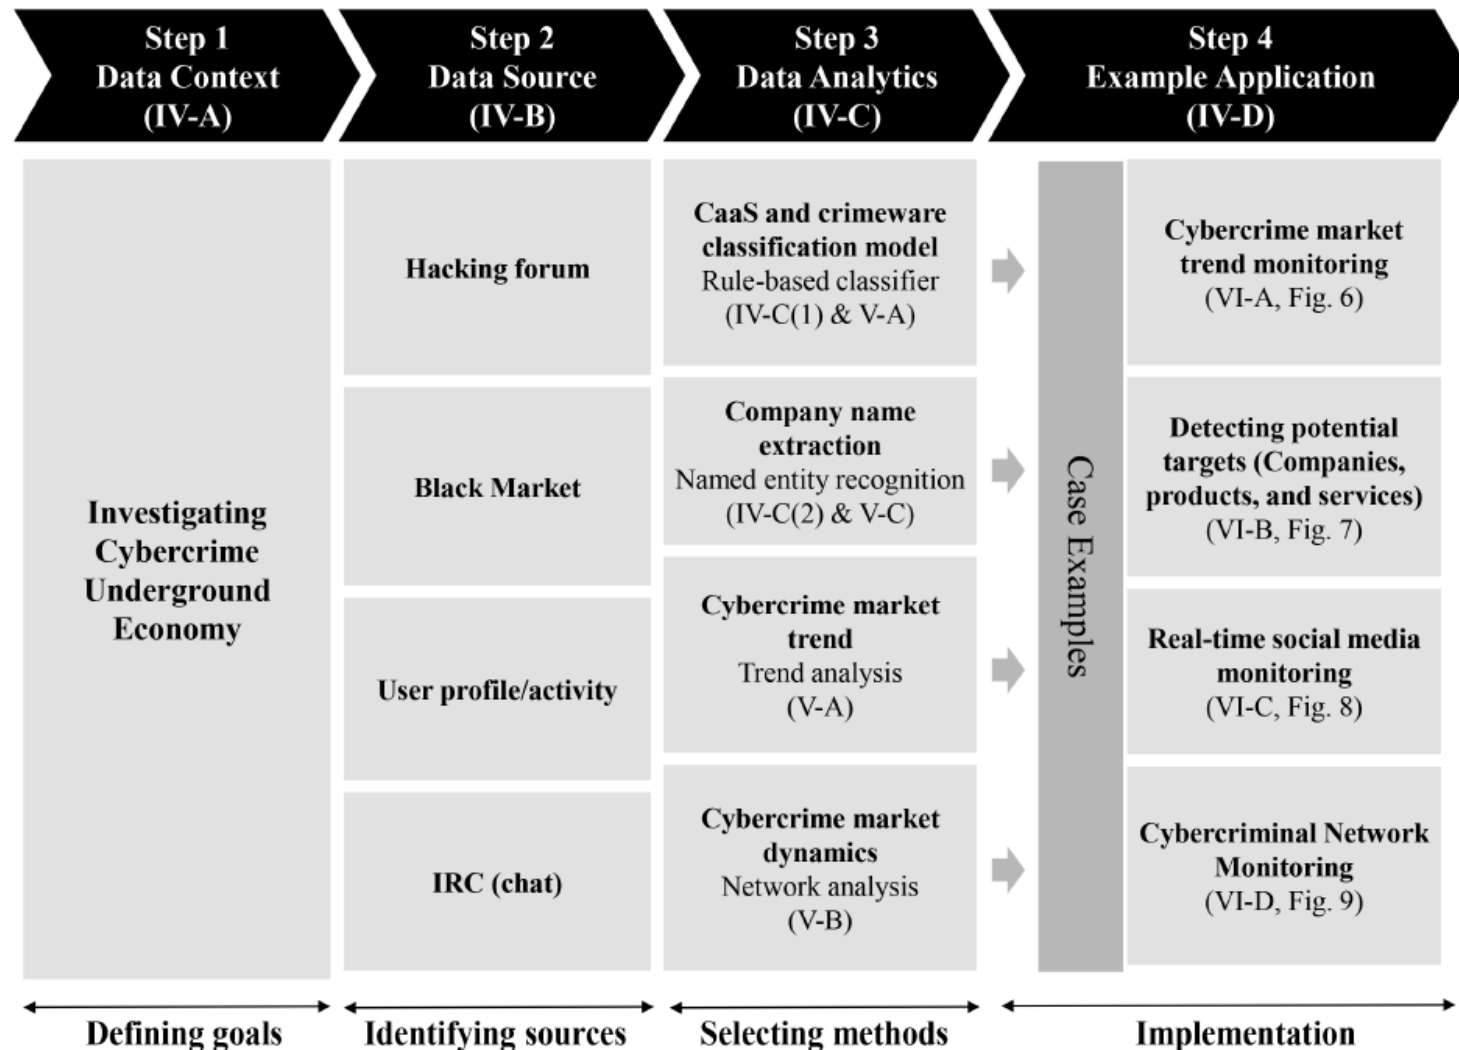 Step 1
Data Context
(IV-A)
Step 2
Data Source
(IV-B)
Step 3
Data Analytics
(IV-C)
Step 4
Example Application
(IV-D)
Investigating
Cybercrime
Underground
Economy
Hacking forum
Black Market
User profile/activity
IRC (chat)
CaaS and crimeware
classification model
Rule-based classifier
(IV-C(1) & V-A)
Company name
extraction
Named entity recognition
(IV-C(2) & V-C)
Cybercrime market
trend
Trend analysis
(V-A)
Cybercrime market
dynamics
Network analysis
(V-B)
Case Examples
Cybercrime market
trend monitoring
(VI-A, Fig. 6)
Detecting potential
targets (Companies,
products, and services)
(VI-B, Fig. 7)
Real-time social media
monitoring
(VI-C, Fig. 8)
Cybercriminal Network
Monitoring
(VI-D, Fig. 9)
Defining goals
Identifying sources
Selecting methods
Implementation